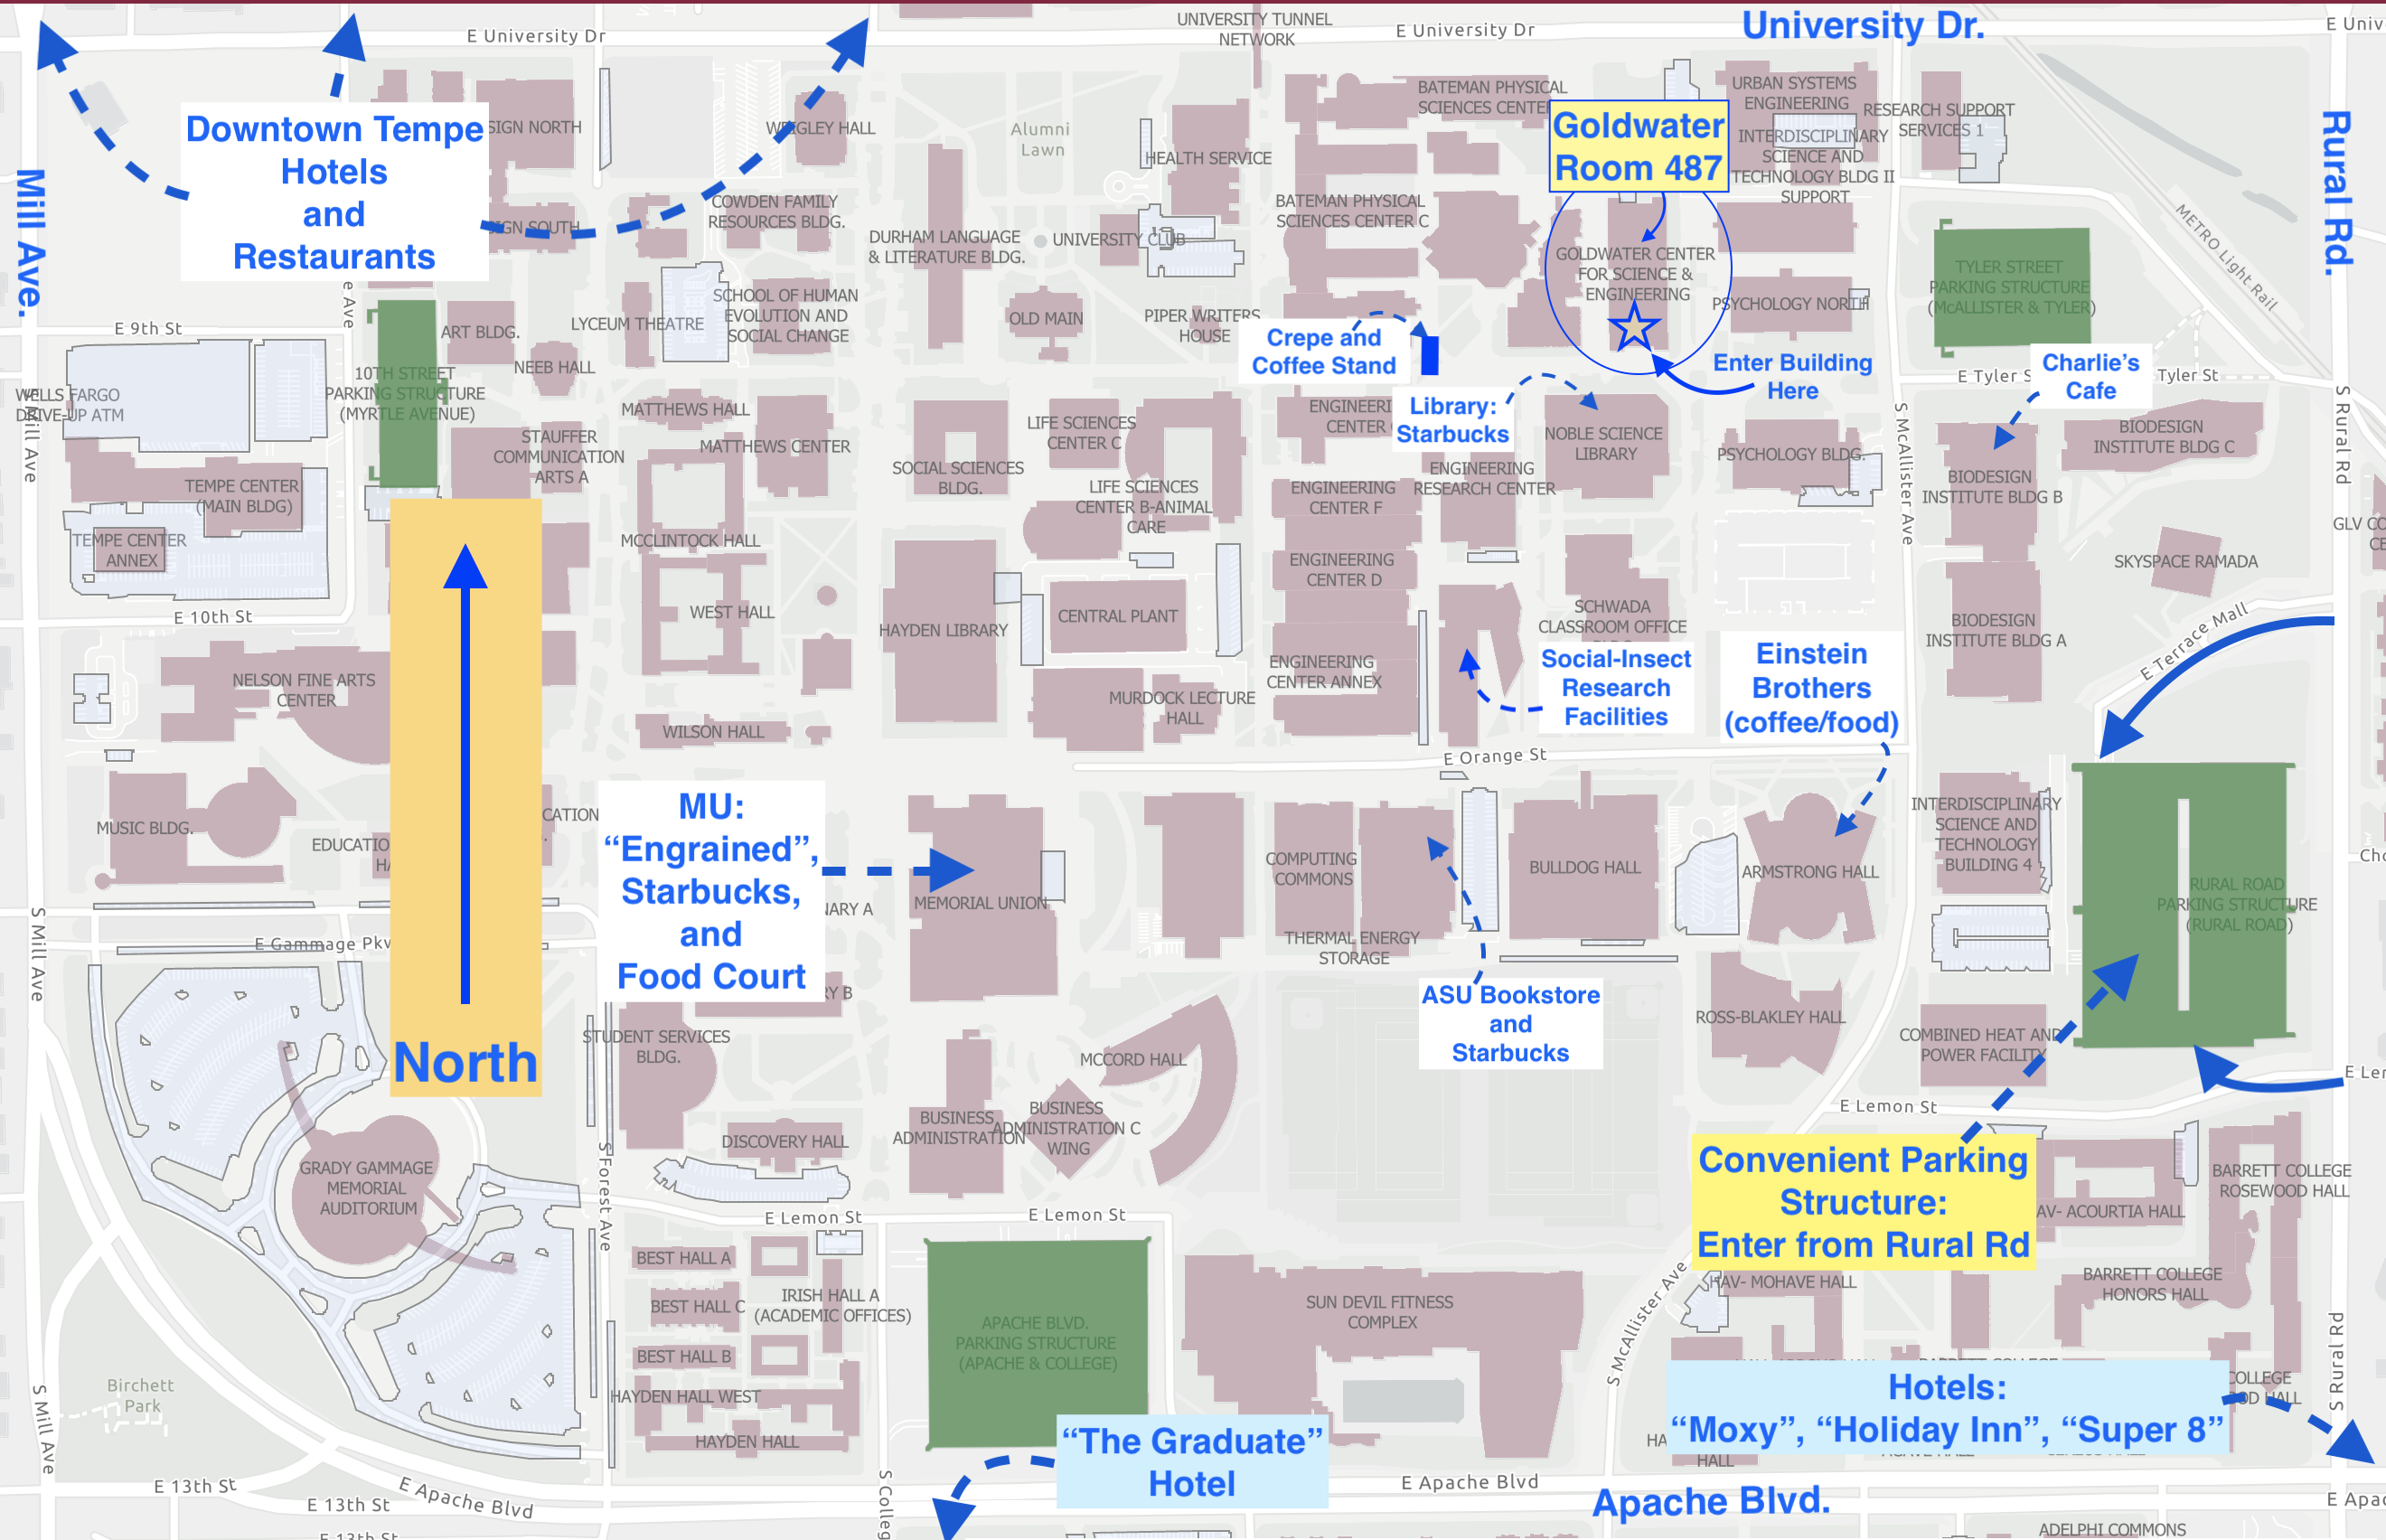 UNIVERSITY TUNNEL
NETWORK
E University Dr
E University Dr
University Dr.
Downtown Tempe
Hotels
and
Restaurants
Mill Ave.
SIGN NORTH
SIGN SOUTH
WRIGLEY HALL
COWDEN FAMILY
RESOURCES BLDG.
Alumni
Lawn
HEALTH SERVICE
DURHAM LANGUAGE
& LITERATURE BLDG.
UNIVERSITY CLUB
BATEMAN PHYSICAL
SCIENCES CENTER
BATEMAN PHYSICAL
SCIENCES CENTER C
Goldwater
Room 487
GOLDWATER CENTER
FOR SCIENCE &
ENGINEERING
URBAN SYSTEMS
ENGINEERING
RESEARCH SUPPORT
SERVICES 1
INTERDISCIPLINARY
SCIENCE AND
TECHNOLOGY BLDG II
SUPPORT
PSYCHOLOGY NORTH
Rural Rd.
METRO Light Rail
TYLER STREET
PARKING STRUCTURE
(McALLISTER & TYLER)
E 9th St
e Ave
ART BLDG.
LYCEUM THEATRE
SCHOOL OF HUMAN
EVOLUTION AND
SOCIAL CHANGE
NEEB HALL
OLD MAIN
PIPER WRITERS
HOUSE
Crepe and
Coffee Stand
Enter Building
Here
E Tyler S
Tyler St
Charlie's
Cafe
WELLS FARGO
DRIVE-UP ATM
10TH STREET
PARKING STRUCTURE
(MYRTLE AVENUE)
STAUFFER
COMMUNICATION
ARTS A
MATTHEWS HALL
MATTHEWS CENTER
SOCIAL SCIENCES
BLDG.
LIFE SCIENCES
CENTER C
LIFE SCIENCES
CENTER B-ANIMAL
CARE
ENGINEERI
CENTER
Library:
Starbucks
NOBLE SCIENCE
LIBRARY
ENGINEERING
RESEARCH CENTER
ENGINEERING
CENTER F
PSYCHOLOGY BLDG.
S McAllister Ave
BIODESIGN
INSTITUTE BLDG B
BIODESIGN
INSTITUTE BLDG C
S Rural Rd
Mill Ave
TEMPE CENTER
(MAIN BLDG)
TEMPE CENTER
ANNEX
E 10th St
MCCLINTOCK HALL
WEST HALL
HAYDEN LIBRARY
CENTRAL PLANT
ENGINEERING
CENTER D
ENGINEERING
CENTER ANNEX
SCHWADA
CLASSROOM OFFICE
Social-Insect
Research
Facilities
Einstein
Brothers
(coffee/food)
BIODESIGN
INSTITUTE BLDG A
SKYSPACE RAMADA
E Terrace Mall
NELSON FINE ARTS
CENTER
WILSON HALL
MURDOCK LECTURE
HALL
E Orange St
MUSIC BLDG.
EDUCATIO
HA
CATION
MU:
“Engrained”,
Starbucks,
and
Food Court
NARY A
RY B
MEMORIAL UNION
COMPUTING
COMMONS
THERMAL ENERGY
STORAGE
BULLDOG HALL
ARMSTRONG HALL
INTERDISCIPLINARY
SCIENCE AND
TECHNOLOGY
BUILDING 4
RURAL ROAD
PARKING STRUCTURE
(RURAL ROAD)
S Mill Ave
E Gammage Pkw
North
STUDENT SERVICES
BLDG.
MCCORD HALL
ASU Bookstore
and
Starbucks
ROSS-BLAKLEY HALL
COMBINED HEAT AND
POWER FACILITY
E Lemon St
GRADY GAMMAGE
MEMORIAL
AUDITORIUM
S Forest Ave
DISCOVERY HALL
BUSINESS
ADMINISTRATION
BUSINESS
ADMINISTRATION C
WING
Convenient Parking
Structure:
Enter from Rural Rd
HAV- ACOURTIA HALL
BARRETT COLLEGE
ROSEWOOD HALL
E Lemon St
E Lemon St
BEST HALL A
BEST HALL C
BEST HALL B
IRISH HALL A
(ACADEMIC OFFICES)
HAYDEN HALL WEST
HAYDEN HALL
APACHE BLVD.
PARKING STRUCTURE
(APACHE & COLLEGE)
SUN DEVIL FITNESS
COMPLEX
S McAllister Ave
HAV- MOHAVE HALL
BARRETT COLLEGE
HONORS HALL
S Rural Rd
Birchett
Park
S Mill Ave
Hotels:
“Moxy”, “Holiday Inn”, “Super 8”
COLLEGE
HALL
HALL
“The Graduate”
Hotel
E 13th St
E 13th St
E 13th St
E Apache Blvd
S Colleg
E Apache Blvd
Apache Blvd.
E Apac
ADELPHI COMMONS